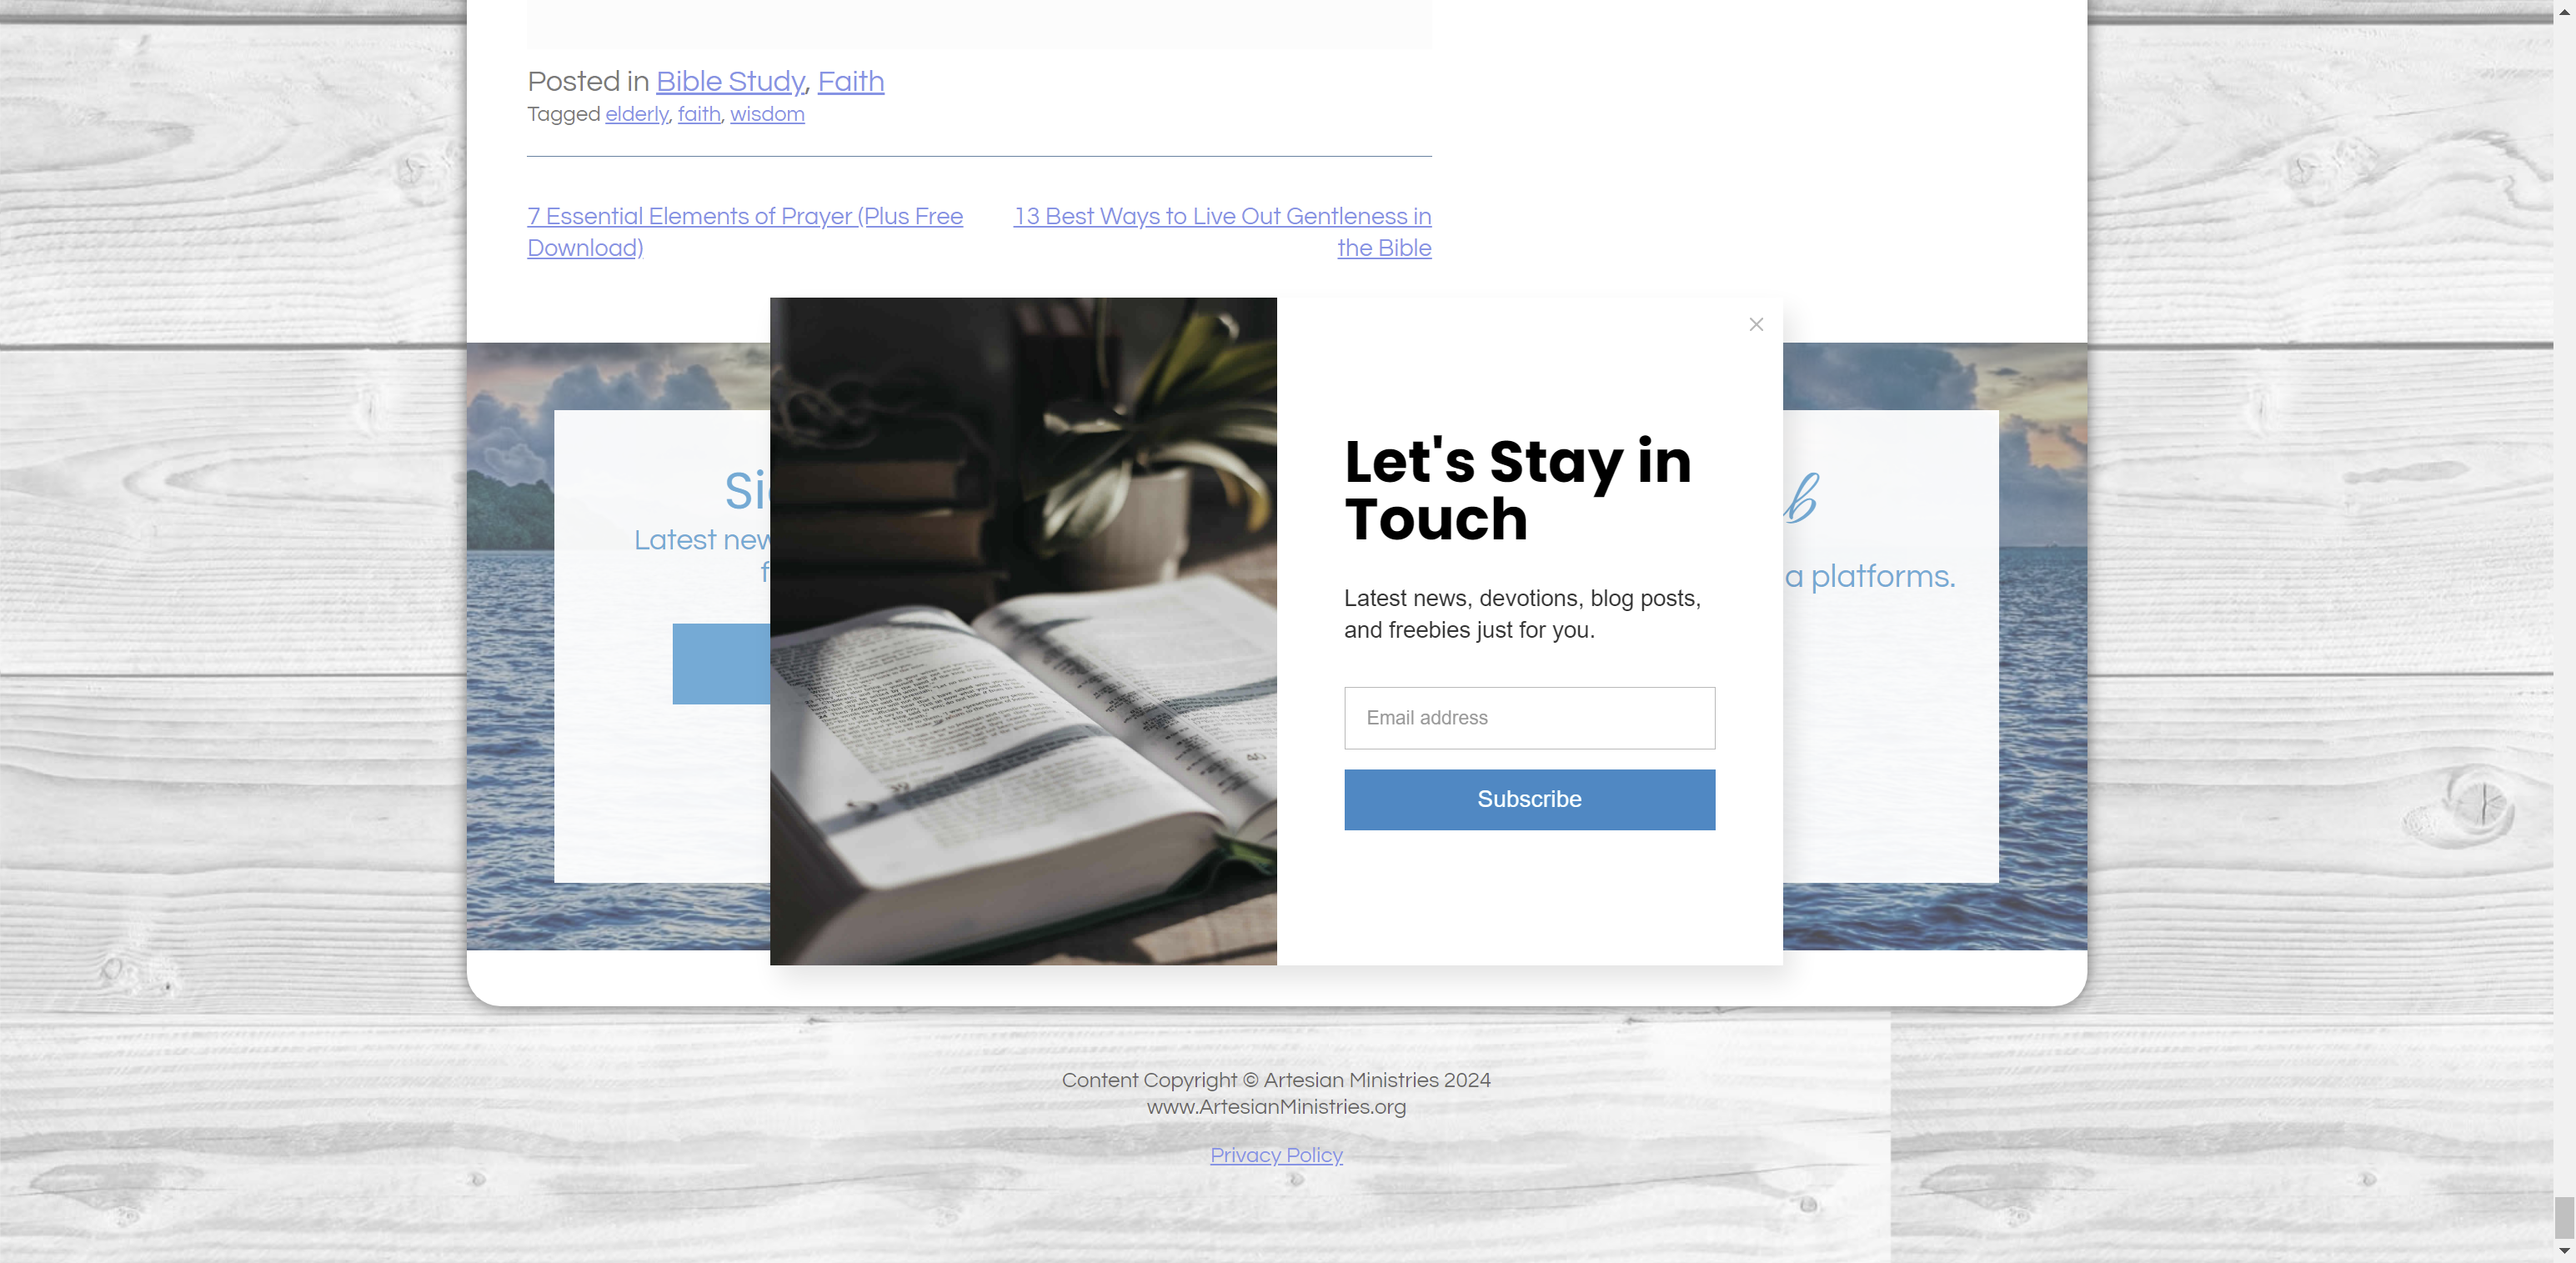 Posted in Bible Study, Faith
Tagged elderly, faith, wisdom
7 Essential Elements of Prayer (Plus Free
Download)
13 Best Ways to Live Out Gentleness in
the Bible
Let's Stay in
Touch
Latest news, devotions, blog posts,
and freebies just for you.
Email address
Subscribe
Latest
a platforms.
Content Copyright © Artesian Ministries 2024
www.ArtesianMinistries.org
Privacy Policy